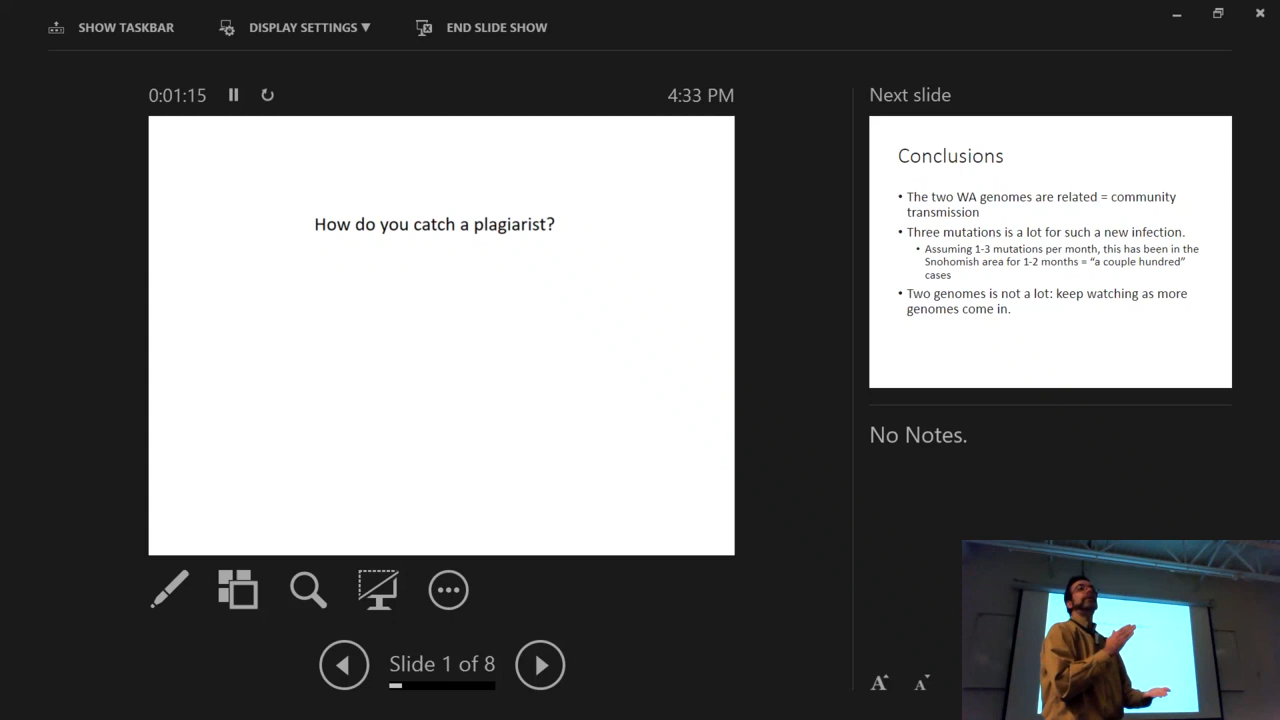 SHOW TASKBAR
DISPLAY SETTINGS ▼
END SLIDE SHOW
0:01:15
4:33 PM
How do you catch a plagiarist?
Slide 1 of 8
Next slide
Conclusions
• The two WA genomes are related = community
transmission
• Three mutations is a lot for such a new infection.
• Assuming 1-3 mutations per month, this has been in the
Snohomish area for 1-2 months = “a couple hundred”
cases
• Two genomes is not a lot: keep watching as more
genomes come in.
No Notes.
A A